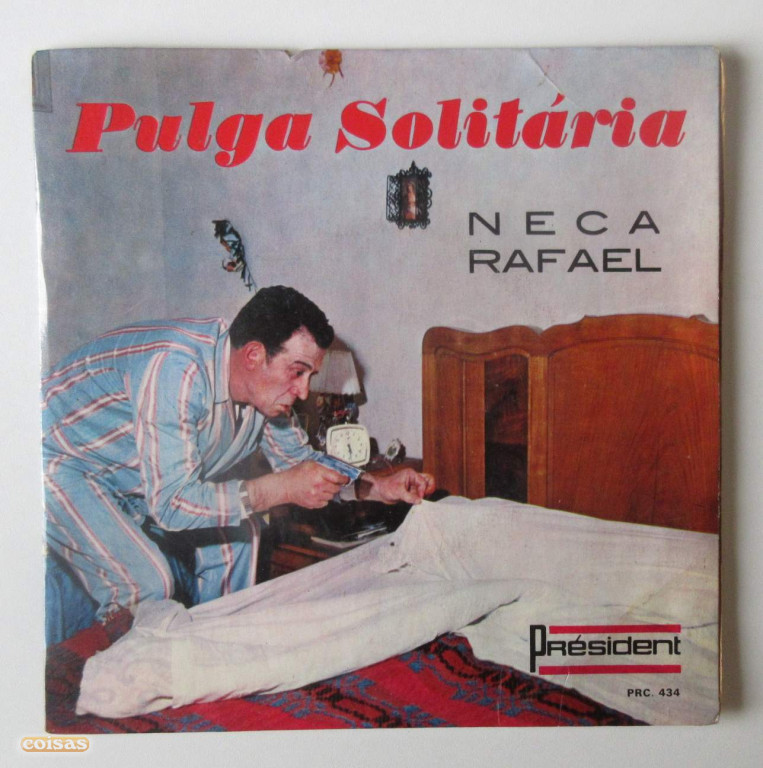 Pulga Solitária
NECA
RAFAEL
Président
PRC. 434
coisas